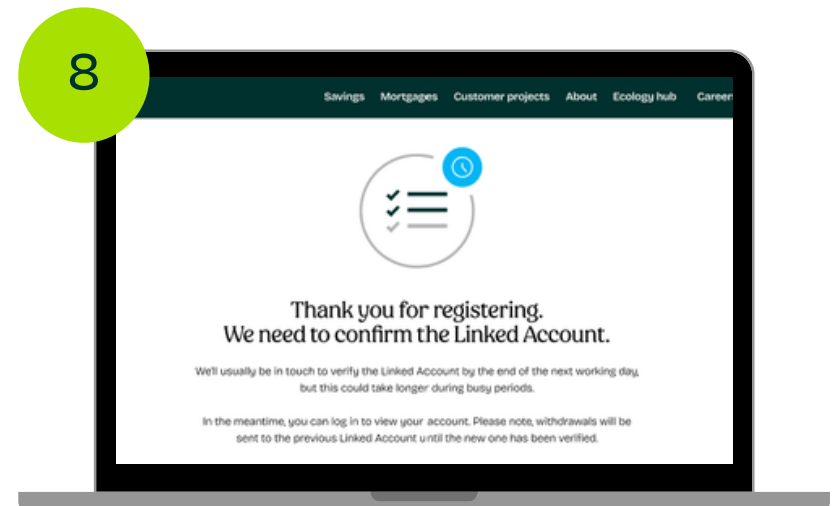 8
Savings Mortgages Customer projects About Ecology hub Career
Thank you for registering.
We need to confirm the Linked Account.
We'll usually be in touch to verify the Linked Account by the end of the next working day,
but this could take longer during busy periods.
In the meantime, you can log in to view your account. Please note, withdrawals will be
sent to the previous Linked Account until the new one has been verified.